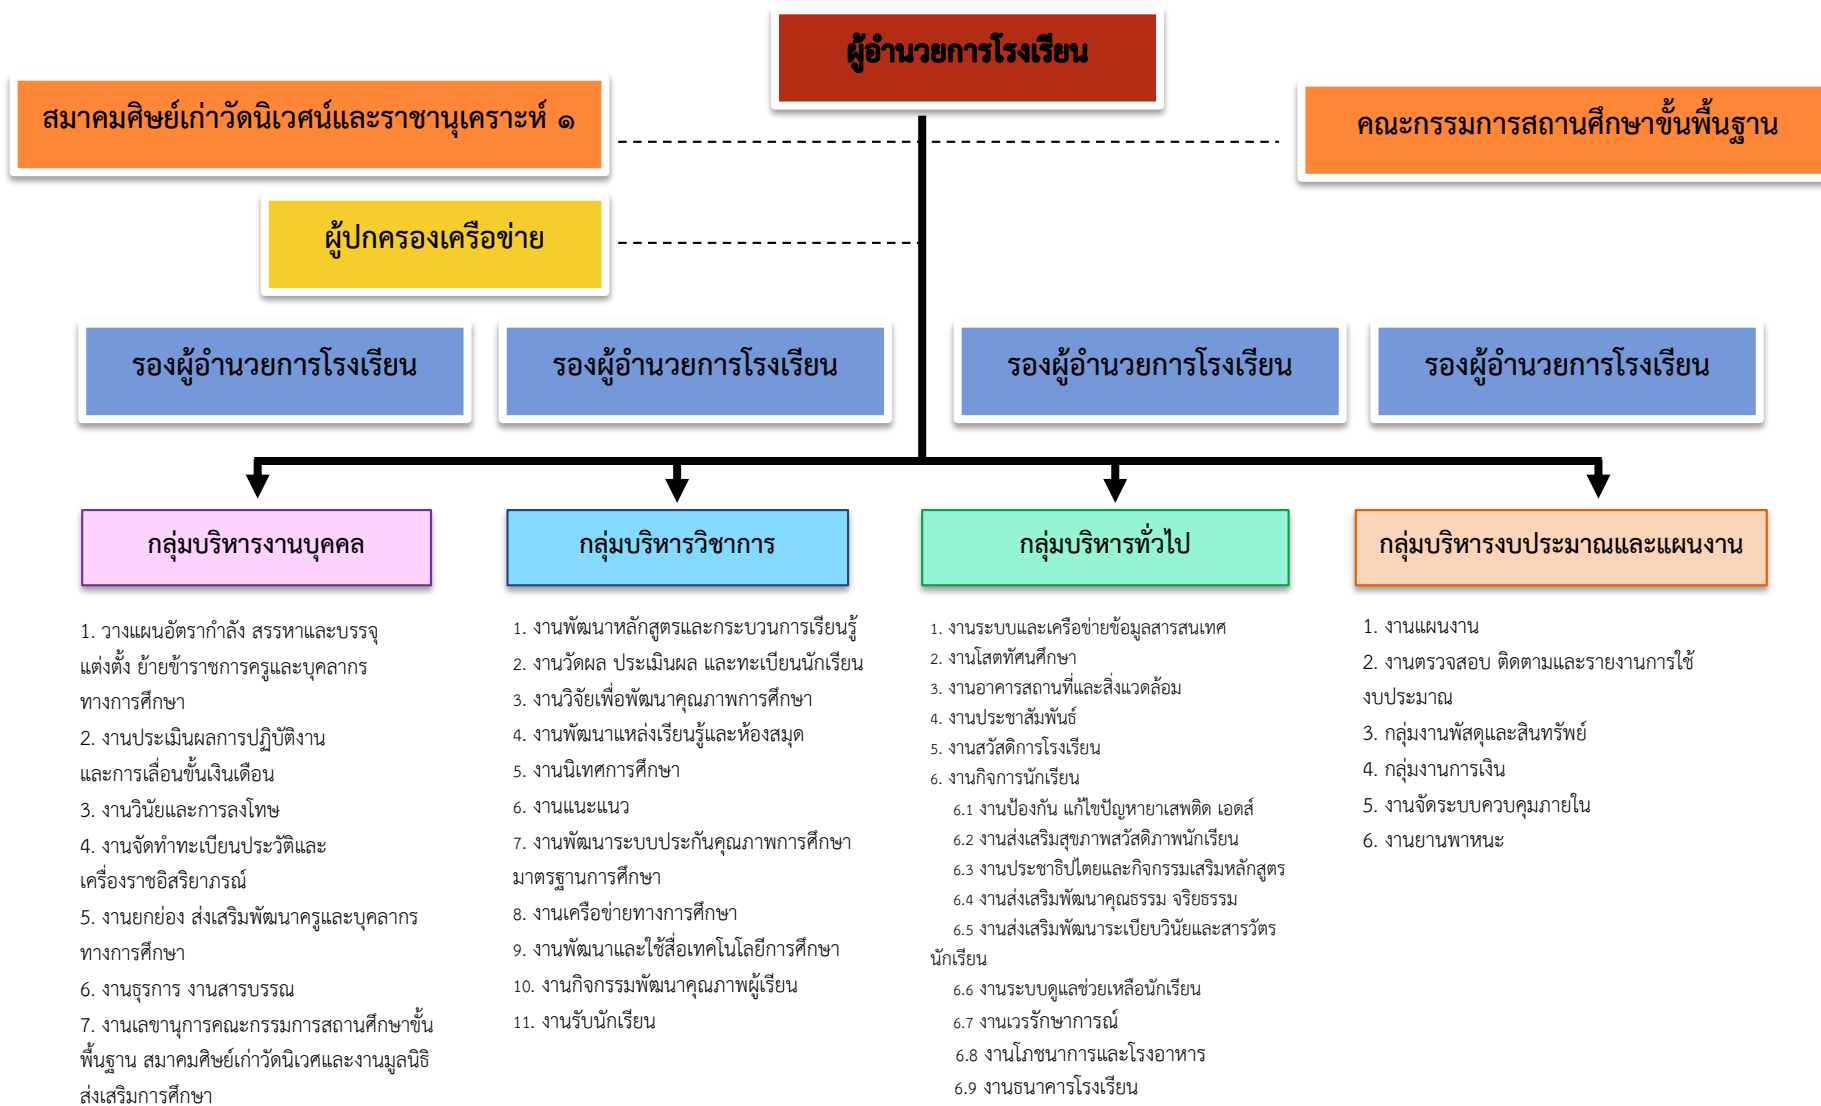 ผู้อำนวยการโรงเรียน
สมาคมศิษย์เก่าวัดนิเวศน์และราชานุเคราะห์ ๑
คณะกรรมการสถานศึกษาขั้นพื้นฐาน
ผู้ปกครองเครือข่าย
รองผู้อำนวยการโรงเรียน
รองผู้อำนวยการโรงเรียน
รองผู้อำนวยการโรงเรียน
รองผู้อำนวยการโรงเรียน
กลุ่มบริหารงานบุคคล
1. วางแผนอัตรากำลัง สรรหาและบรรจุ
แต่งตั้ง ย้ายข้าราชการครูและบุคลากร
ทางการศึกษา
2. งานประเมินผลการปฏิบัติงาน
และการเลื่อนขั้นเงินเดือน
3. งานวินัยและการลงโทษ
4. งานจัดทำทะเบียนประวัติและ
เครื่องราชอิสริยาภรณ์
5. งานยกย่อง ส่งเสริมพัฒนาครูและบุคลากร
ทางการศึกษา
6. งานธุรการ งานสารบรรณ
7. งานเลขานุการคณะกรรมการสถานศึกษาขั้น
พื้นฐาน สมาคมศิษย์เก่าวัดนิเวศและงานมูลนิธิ
ส่งเสริมการศึกษา
กลุ่มบริหารวิชาการ
1. งานพัฒนาหลักสูตรและกระบวนการเรียนรู้
2. งานวัดผล ประเมินผล และทะเบียนนักเรียน
3. งานวิจัยเพื่อพัฒนาคุณภาพการศึกษา
4. งานพัฒนาแหล่งเรียนรู้และห้องสมุด
5. งานนิเทศการศึกษา
6. งานแนะแนว
7. งานพัฒนาระบบประกันคุณภาพการศึกษา
มาตรฐานการศึกษา
8. งานเครือข่ายทางการศึกษา
9. งานพัฒนาและใช้สื่อเทคโนโลยีการศึกษา
10. งานกิจกรรมพัฒนาคุณภาพผู้เรียน
11. งานรับนักเรียน
กลุ่มบริหารทั่วไป
1. งานระบบและเครือข่ายข้อมูลสารสนเทศ
2. งานโสตทัศนศึกษา
3. งานอาคารสถานที่และสิ่งแวดล้อม
4. งานประชาสัมพันธ์
5. งานสวัสดิการโรงเรียน
6. งานกิจการนักเรียน
6.1 งานป้องกัน แก้ไขปัญหายาเสพติด เอดส์
6.2 งานส่งเสริมสุขภาพสวัสดิภาพนักเรียน
6.3 งานประชาธิปไตยและกิจกรรมเสริมหลักสูตร
6.4 งานส่งเสริมพัฒนาคุณธรรม จริยธรรม
6.5 งานส่งเสริมพัฒนาระเบียบวินัยและสารวัตร
นักเรียน
6.6 งานระบบดูแลช่วยเหลือนักเรียน
6.7 งานเวรรักษาการณ์
6.8 งานโภชนาการและโรงอาหาร
6.9 งานธนาคารโรงเรียน
กลุ่มบริหารงบประมาณและแผนงาน
1. งานแผนงาน
2. งานตรวจสอบ ติดตามและรายงานการใช้
งบประมาณ
3. กลุ่มงานพัสดุและสินทรัพย์
4. กลุ่มงานการเงิน
5. งานจัดระบบควบคุมภายใน
6. งานยานพาหนะ